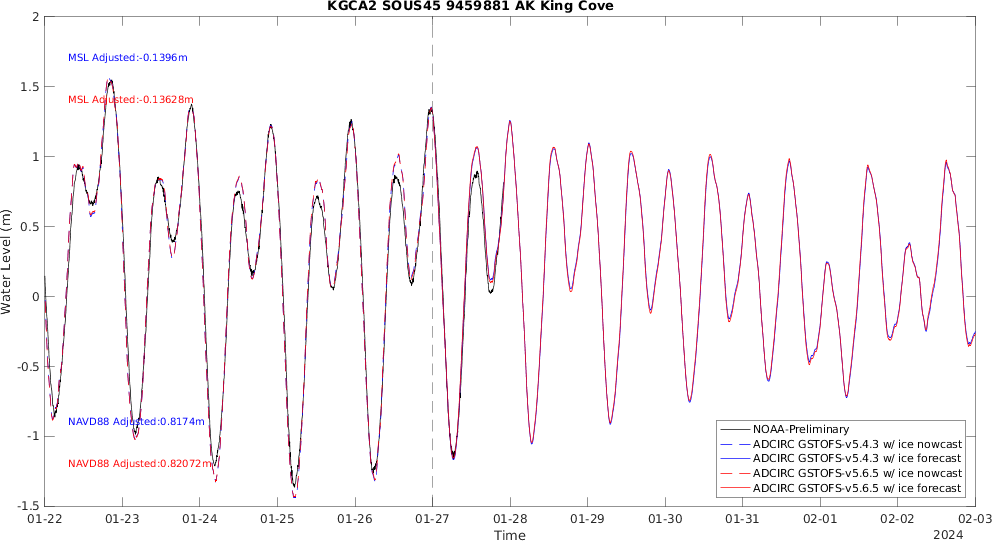 KGCA2 SOUS45 9459881 AK King Cove
2
1.5
1
0.5
0
-0.5
-1
-1.5
Water Level (m)
MSL Adjusted:-0.1396m
MSL Adjusted:-0.13628m
NAVD88 Adjusted:0.8174m
NAVD88 Adjusted:0.82072m
NOAA-Preliminary
ADCIRC GSTOFS-v5.4.3 w/ ice nowcast
ADCIRC GSTOFS-v5.4.3 w/ ice forecast
ADCIRC GSTOFS-v5.6.5 w/ ice nowcast
ADCIRC GSTOFS-v5.6.5 w/ ice forecast
01-22 01-23 01-24 01-25 01-26 01-27 01-28 01-29 01-30 01-31 02-01 02-02 02-03
Time
2024